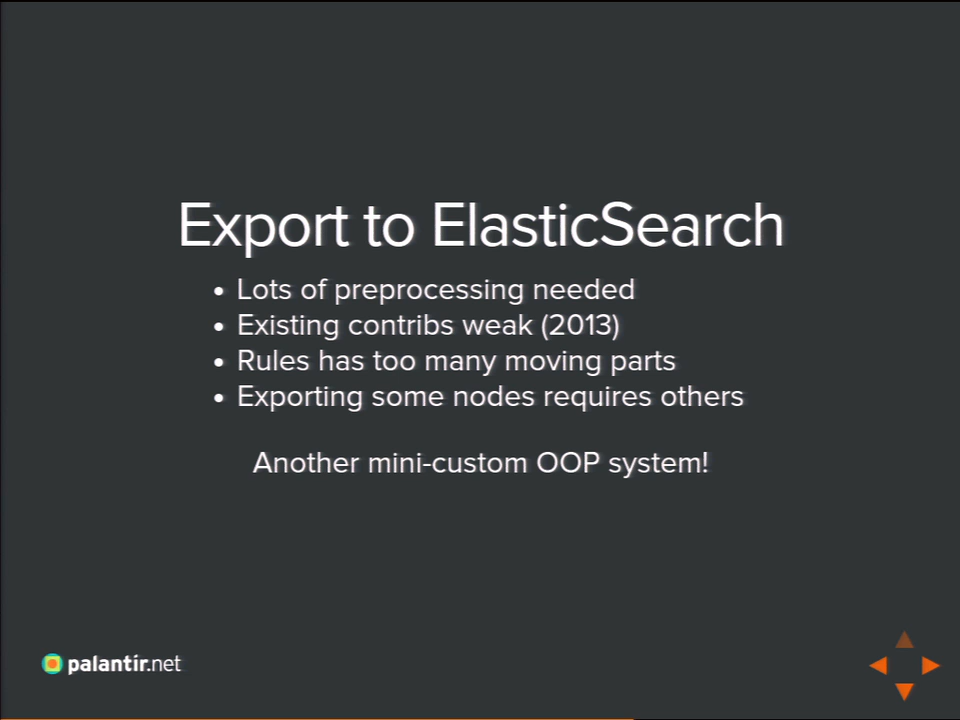 Export to ElasticSearch
• Lots of preprocessing needed
• Existing contribs weak (2013)
• Rules has too many moving parts
• Exporting some nodes requires others
Another mini-custom OOP system!
palantír.net